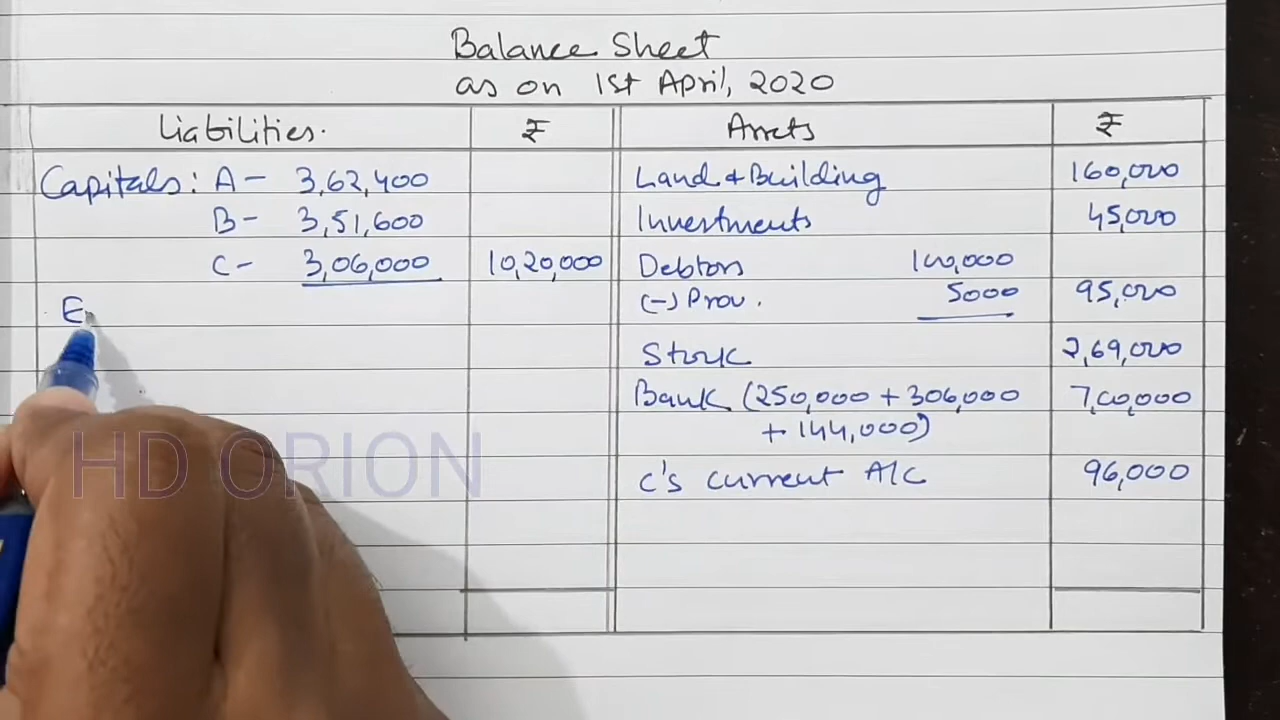 Balance Sheet
as on 1st April, 2020
Liabilities. ₹ Assets ₹
Capitals: A- 3,62,400 Land & Building 160,000
B- 3,51,600 Investments 45,000
C- 3,06,000 10,20,000 Debtors 100,000
E (-) Prov. 5000 95,000
Stock 2,69,000
Bank (250,000 + 306,000 7,00,000
+ 144,000)
C's current A/C 96,000
HD ORION